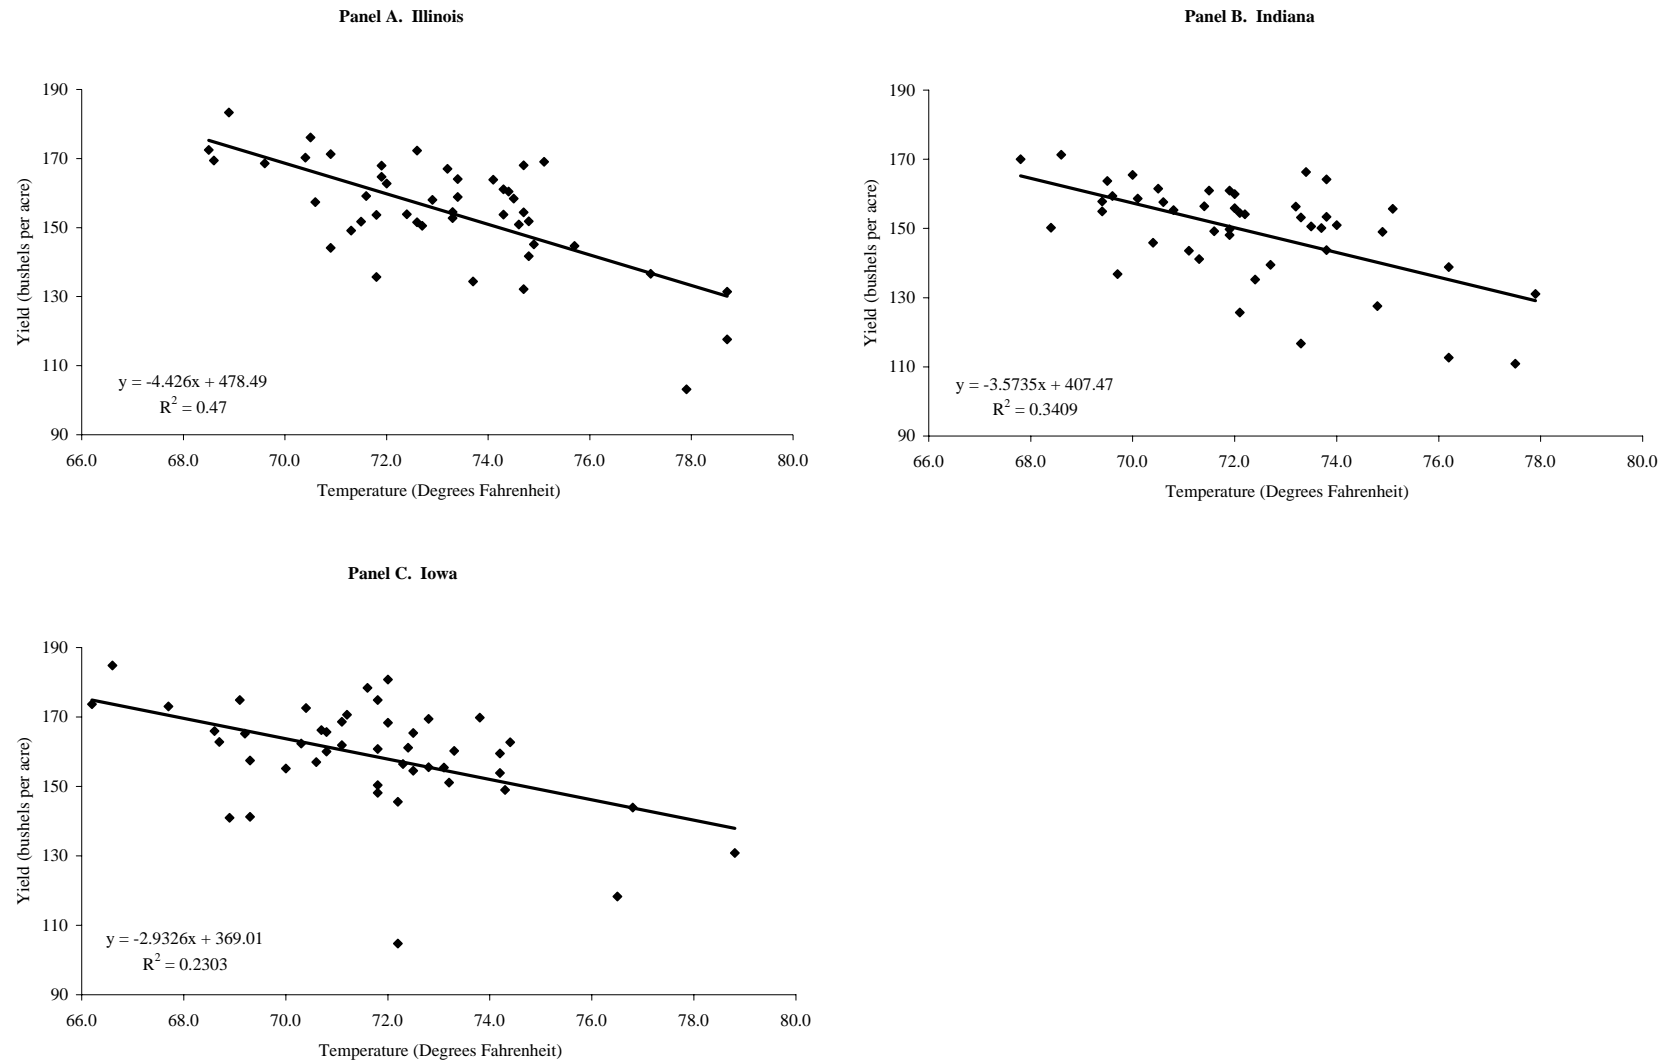 Panel A.  Illinois
190
170
150
130
110
90
Yield (bushels per acre)
y = -4.426x + 478.49
R² = 0.47
66.0 68.0 70.0 72.0 74.0 76.0 78.0 80.0
Temperature (Degrees Fahrenheit)
Panel B.  Indiana
190
170
150
130
110
90
Yield (bushels per acre)
y = -3.5735x + 407.47
R² = 0.3409
66.0 68.0 70.0 72.0 74.0 76.0 78.0 80.0
Temperature (Degrees Fahrenheit)
Panel C.  Iowa
190
170
150
130
110
90
Yield (bushels per acre)
y = -2.9326x + 369.01
R² = 0.2303
66.0 68.0 70.0 72.0 74.0 76.0 78.0 80.0
Temperature (Degrees Fahrenheit)